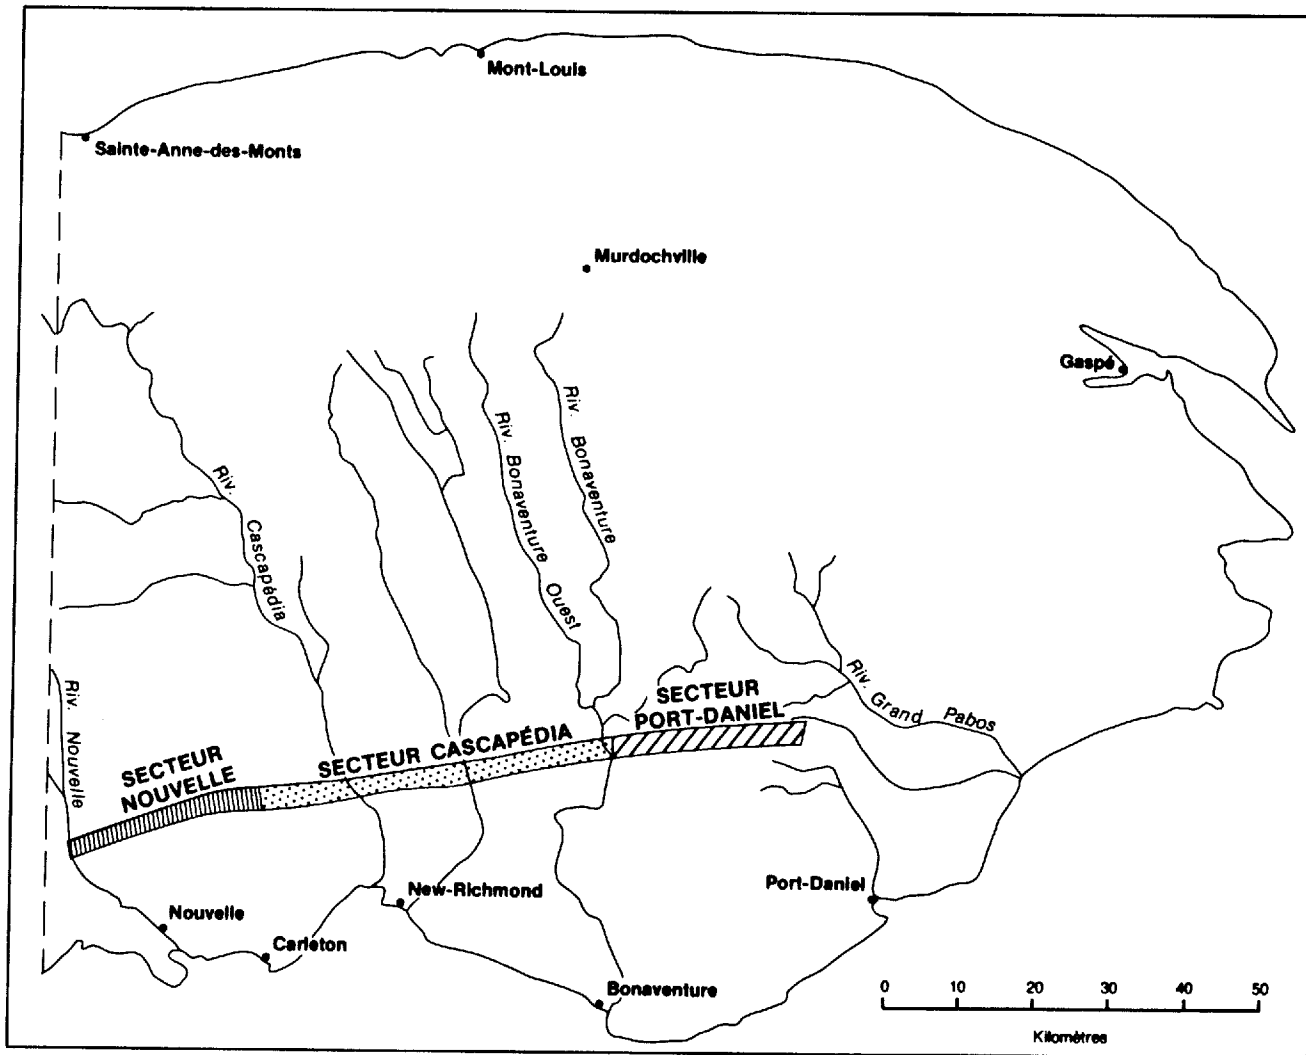 Mont-Louis
Sainte-Anne-des-Monts
Murdochville
Gaspé
Riv. Cascapédia
Riv. Bonaventure Ouest
Riv. Bonaventure
Riv. Nouvelle
Riv. Grand Pabos
SECTEUR
NOUVELLE
SECTEUR CASCAPÉDIA
SECTEUR
PORT-DANIEL
New-Richmond
Port-Daniel
Nouvelle
Carleton
Bonaventure
0 10 20 30 40 50
Kilomètres